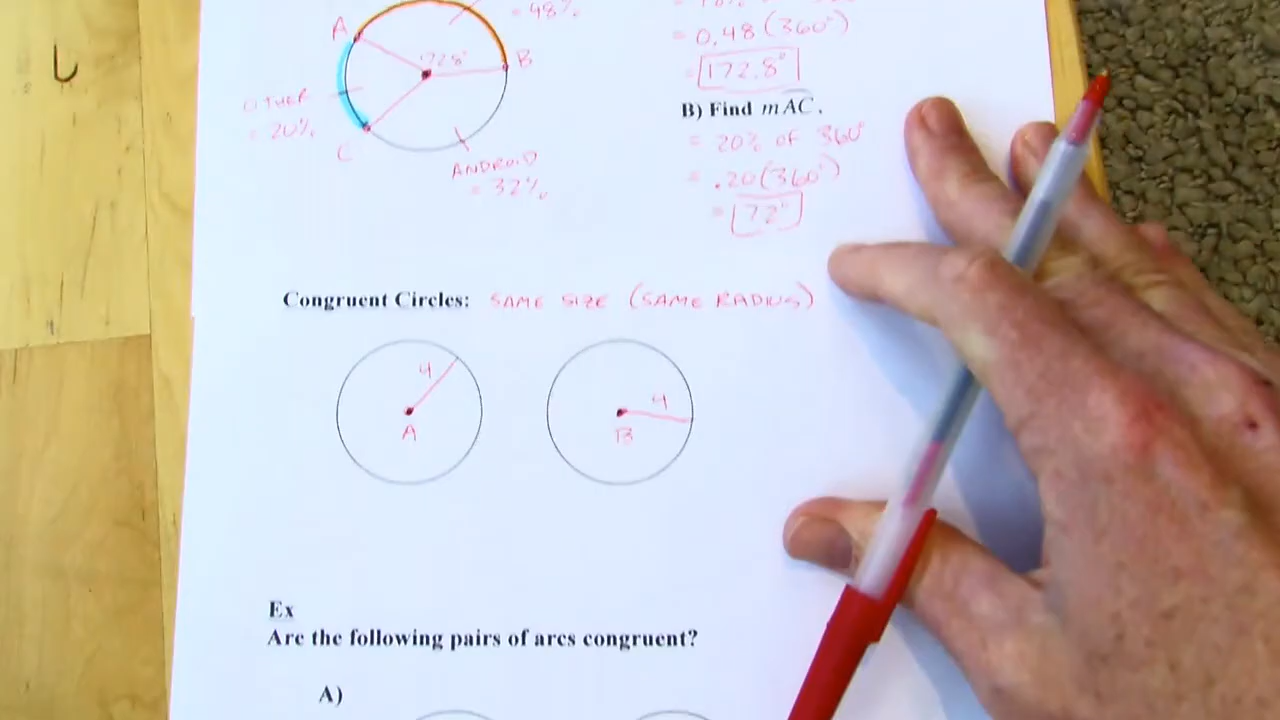 = 48%
A
172.8°
B
OTHER
= 20%
C
ANDROID
= 32%
= 0.48 (360°)
= 172.8°
B) Find mAC.
= 20% OF 360°
= .20(360°)
= 72°
Congruent Circles: SAME SIZE (SAME RADIUS)
4
A
4
B
Ex
Are the following pairs of arcs congruent?
A)